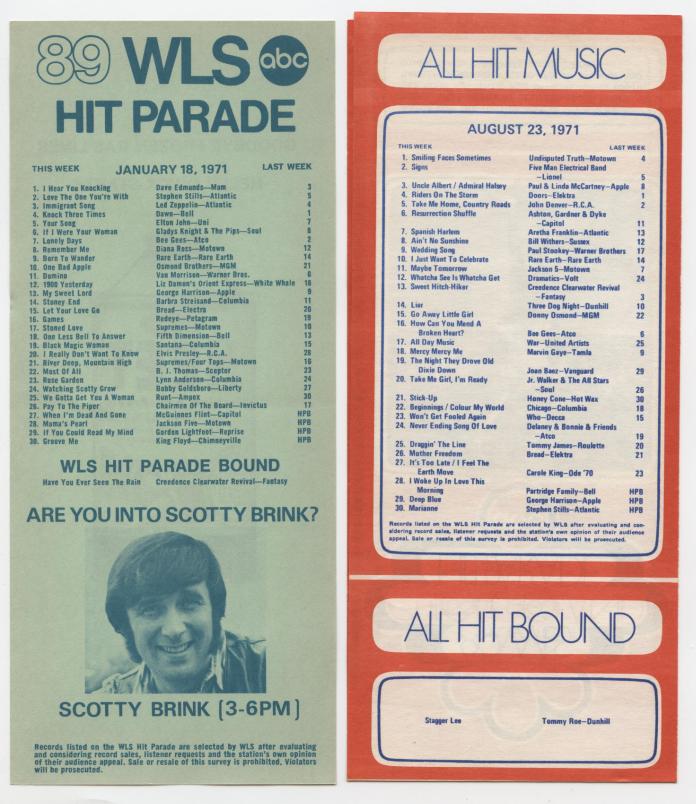 89 WLS abc
HIT PARADE
THIS WEEK JANUARY 18, 1971 LAST WEEK
1. I Hear You Knocking Dave Edmunds—Mam 3
2. Love The One You're With Stephen Stills—Atlantic 5
3. Immigrant Song Led Zeppelin—Atlantic 4
4. Knock Three Times Dawn—Bell 1
5. Your Song Elton John—Uni 7
6. If I Were Your Woman Gladys Knight & The Pips—Soul 8
7. Lonely Days Bee Gees—Atco 2
8. Remember Me Diana Ross—Motown 12
9. Born To Wander Rare Earth—Rare Earth 14
10. One Bad Apple Osmond Brothers—MGM 21
11. Domino Van Morrison—Warner Bros. 6
12. 1900 Yesterday Liz Damon's Orient Express—White Whale 18
13. My Sweet Lord George Harrison—Apple 9
14. Stoney End Barbra Streisand—Columbia 11
15. Let Your Love Go Bread—Electra 20
16. Games Redeye—Petagram 19
17. Stoned Love Supremes—Motown 10
18. One Less Bell To Answer Fifth Dimension—Bell 13
19. Black Magic Woman Santana—Columbia 15
20. I Really Don't Want To Know Elvis Presley—R.C.A. 28
21. River Deep, Mountain High Supremes/Four Tops—Motown 16
22. Most Of All B. J. Thomas—Scepter 23
23. Rose Garden Lynn Anderson—Columbia 24
24. Watching Scotty Grow Bobby Goldsboro—Liberty 27
25. We Gotta Get You A Woman Runt—Ampex 30
26. Pay To The Piper Chairmen Of The Board—Invictus 17
27. When I'm Dead And Gone McGuinness Flint—Capitol HPB
28. Mama's Pearl Jackson Five—Motown HPB
29. If You Could Read My Mind Gordon Lightfoot—Reprise HPB
30. Groove Me King Floyd—Chimneyville HPB
WLS HIT PARADE BOUND
Have You Ever Seen The Rain Creedence Clearwater Revival—Fantasy
ARE YOU INTO SCOTTY BRINK?
SCOTTY BRINK (3-6PM)
Records listed on the WLS Hit Parade are selected by WLS after evaluating
and considering record sales, listener requests and the station's own opinion
of their audience appeal. Sale or resale of this survey is prohibited. Violators
will be prosecuted.
ALL HIT MUSIC
AUGUST 23, 1971
THIS WEEK LAST WEEK
1. Smiling Faces Sometimes Undisputed Truth—Motown 4
2. Signs Five Man Electrical Band
—Lionel 5
3. Uncle Albert / Admiral Halsey Paul & Linda McCartney—Apple 8
4. Riders On The Storm Doors—Elektra 1
5. Take Me Home, Country Roads John Denver—R.C.A. 2
6. Resurrection Shuffle Ashton, Gardner & Dyke
—Capitol 11
7. Spanish Harlem Aretha Franklin—Atlantic 13
8. Ain't No Sunshine Bill Withers—Sussex 12
9. Wedding Song Paul Stookey—Warner Brothers 17
10. I Just Want To Celebrate Rare Earth—Rare Earth 14
11. Maybe Tomorrow Jackson 5—Motown 7
12. Whatcha See Is Whatcha Get Dramatics—Volt 24
13. Sweet Hitch-Hiker Creedence Clearwater Revival
—Fantasy 3
14. Liar Three Dog Night—Dunhill 10
15. Go Away Little Girl Donny Osmond—MGM 22
16. How Can You Mend A
Broken Heart? Bee Gees—Atco 6
17. All Day Music War—United Artists 25
18. Mercy Mercy Me Marvin Gaye—Tamla 9
19. The Night They Drove Old
Dixie Down Joan Baez—Vanguard 29
20. Take Me Girl, I'm Ready Jr. Walker & The All Stars
—Soul 26
21. Stick-Up Honey Cone—Hot Wax 30
22. Beginnings / Colour My World Chicago—Columbia 18
23. Won't Get Fooled Again Who—Decca 15
24. Never Ending Song Of Love Delaney & Bonnie & Friends
—Atco 19
25. Draggin' The Line Tommy James—Roulette 20
26. Mother Freedom Bread—Elektra 21
27. It's Too Late / I Feel The
Earth Move Carole King—Ode '70 23
28. I Woke Up In Love This
Morning Partridge Family—Bell HPB
29. Deep Blue George Harrison—Apple HPB
30. Marianne Stephen Stills—Atlantic HPB
Records listed on the WLS Hit Parade are selected by WLS after evaluating and con-
sidering record sales, listener requests and the station's own opinion of their audience
appeal. Sale or resale of this survey is prohibited. Violators will be prosecuted.
ALL HIT BOUND
Stagger Lee Tommy Roe—Dunhill